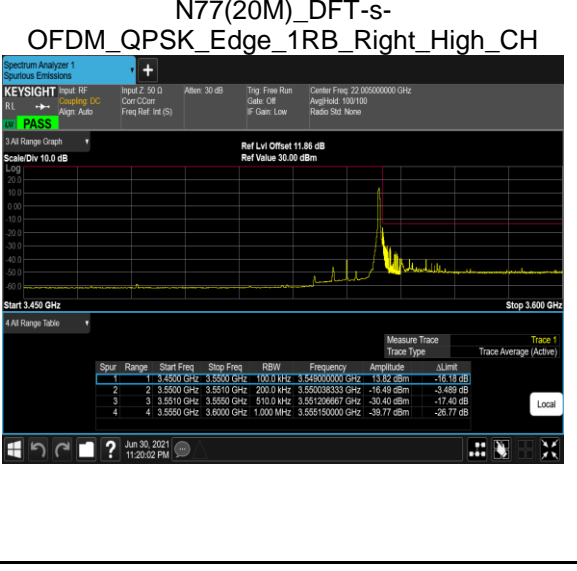 N77(20M)_DFT-s-
OFDM_QPSK_Edge_1RB_Right_High_CH
Spectrum Analyzer 1
Spurious Emissions
+
KEYSIGHT Input: RF Input Z: 50 Ω Atten: 30 dB Trig: Free Run Center Freq: 22.005000000 GHz
RL Coupling: DC Corr CCorr Gate: Off Avg|Hold: 100/100
Align: Auto Freq Ref: Int (S) IF Gain: Low Radio Std: None
PASS
3 All Range Graph
Ref Lvl Offset 11.86 dB
Scale/Div 10.0 dB Ref Value 30.00 dBm
Log
20.0
10.0
0.00
-10.0
-20.0
-30.0
-40.0
-50.0
-60.0
Start 3.450 GHz Stop 3.600 GHz
4 All Range Table
Measure Trace Trace 1
Trace Type Trace Average (Active)
Spur Range Start Freq Stop Freq RBW Frequency Amplitude ΔLimit
1 1 3.4500 GHz 3.5500 GHz 100.0 kHz 3.549000000 GHz 13.82 dBm -16.18 dB
2 2 3.5500 GHz 3.5510 GHz 200.0 kHz 3.550038333 GHz -16.49 dBm -3.489 dB
3 3 3.5510 GHz 3.5550 GHz 510.0 kHz 3.551206667 GHz -30.40 dBm -17.40 dB
4 4 3.5550 GHz 3.6000 GHz 1.000 MHz 3.555150000 GHz -39.77 dBm -26.77 dB
Local
? Jun 30, 2021
11:20:02 PM